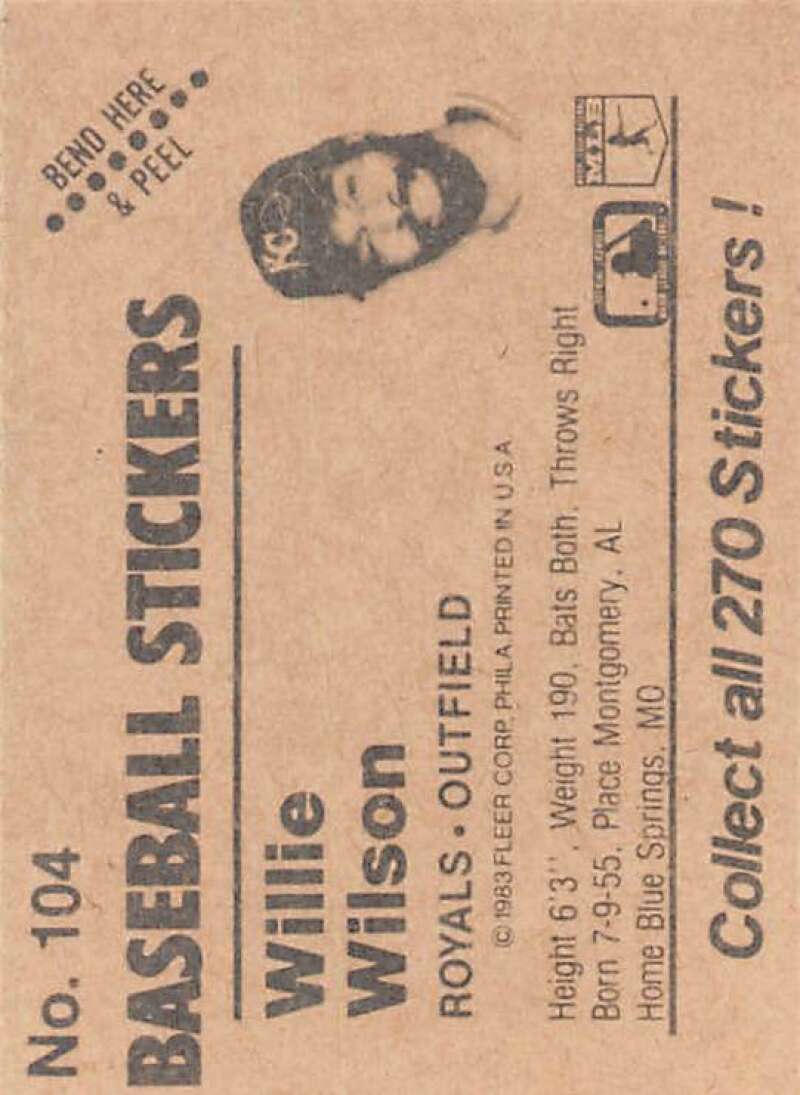 No. 104
BEND HERE
& PEEL
BASEBALL STICKERS
KC
Willie
Wilson
ROYALS • OUTFIELD
© 1983 FLEER CORP. PHILA. PRINTED IN U.S.A.
Height 6'3'', Weight 190, Bats Both, Throws Right
Born 7-9-55, Place Montgomery, AL
Home Blue Springs, MO
Collect all 270 Stickers!